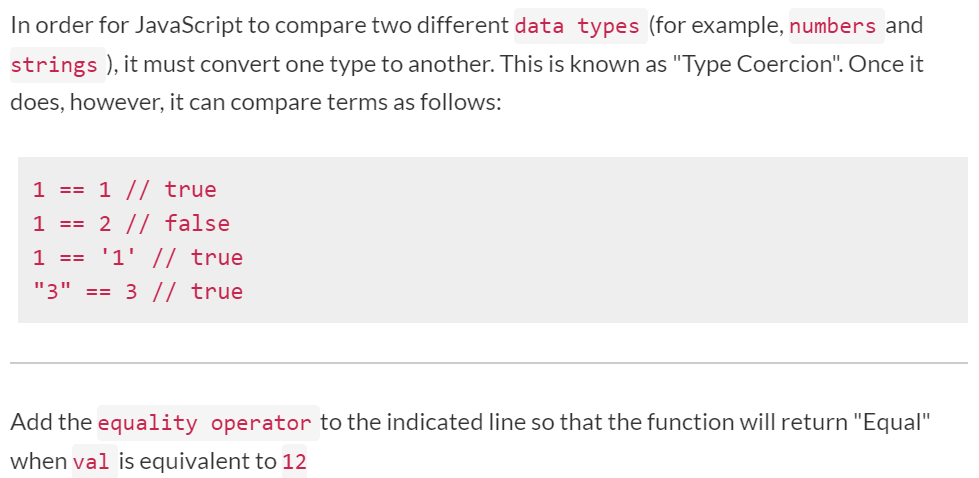 In order for JavaScript to compare two different data types (for example, numbers and
strings ), it must convert one type to another. This is known as "Type Coercion". Once it
does, however, it can compare terms as follows:
1 == 1 // true
1 == 2 // false
1 == '1' // true
"3" == 3 // true
Add the equality operator to the indicated line so that the function will return "Equal"
when val is equivalent to 12